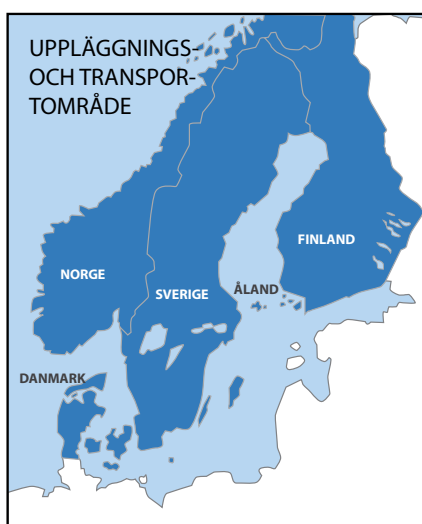 UPPLÄGGNINGS-
OCH TRANSPOR-
TOMRÅDE
FINLAND
NORGE
ÅLAND
SVERIGE
DANMARK